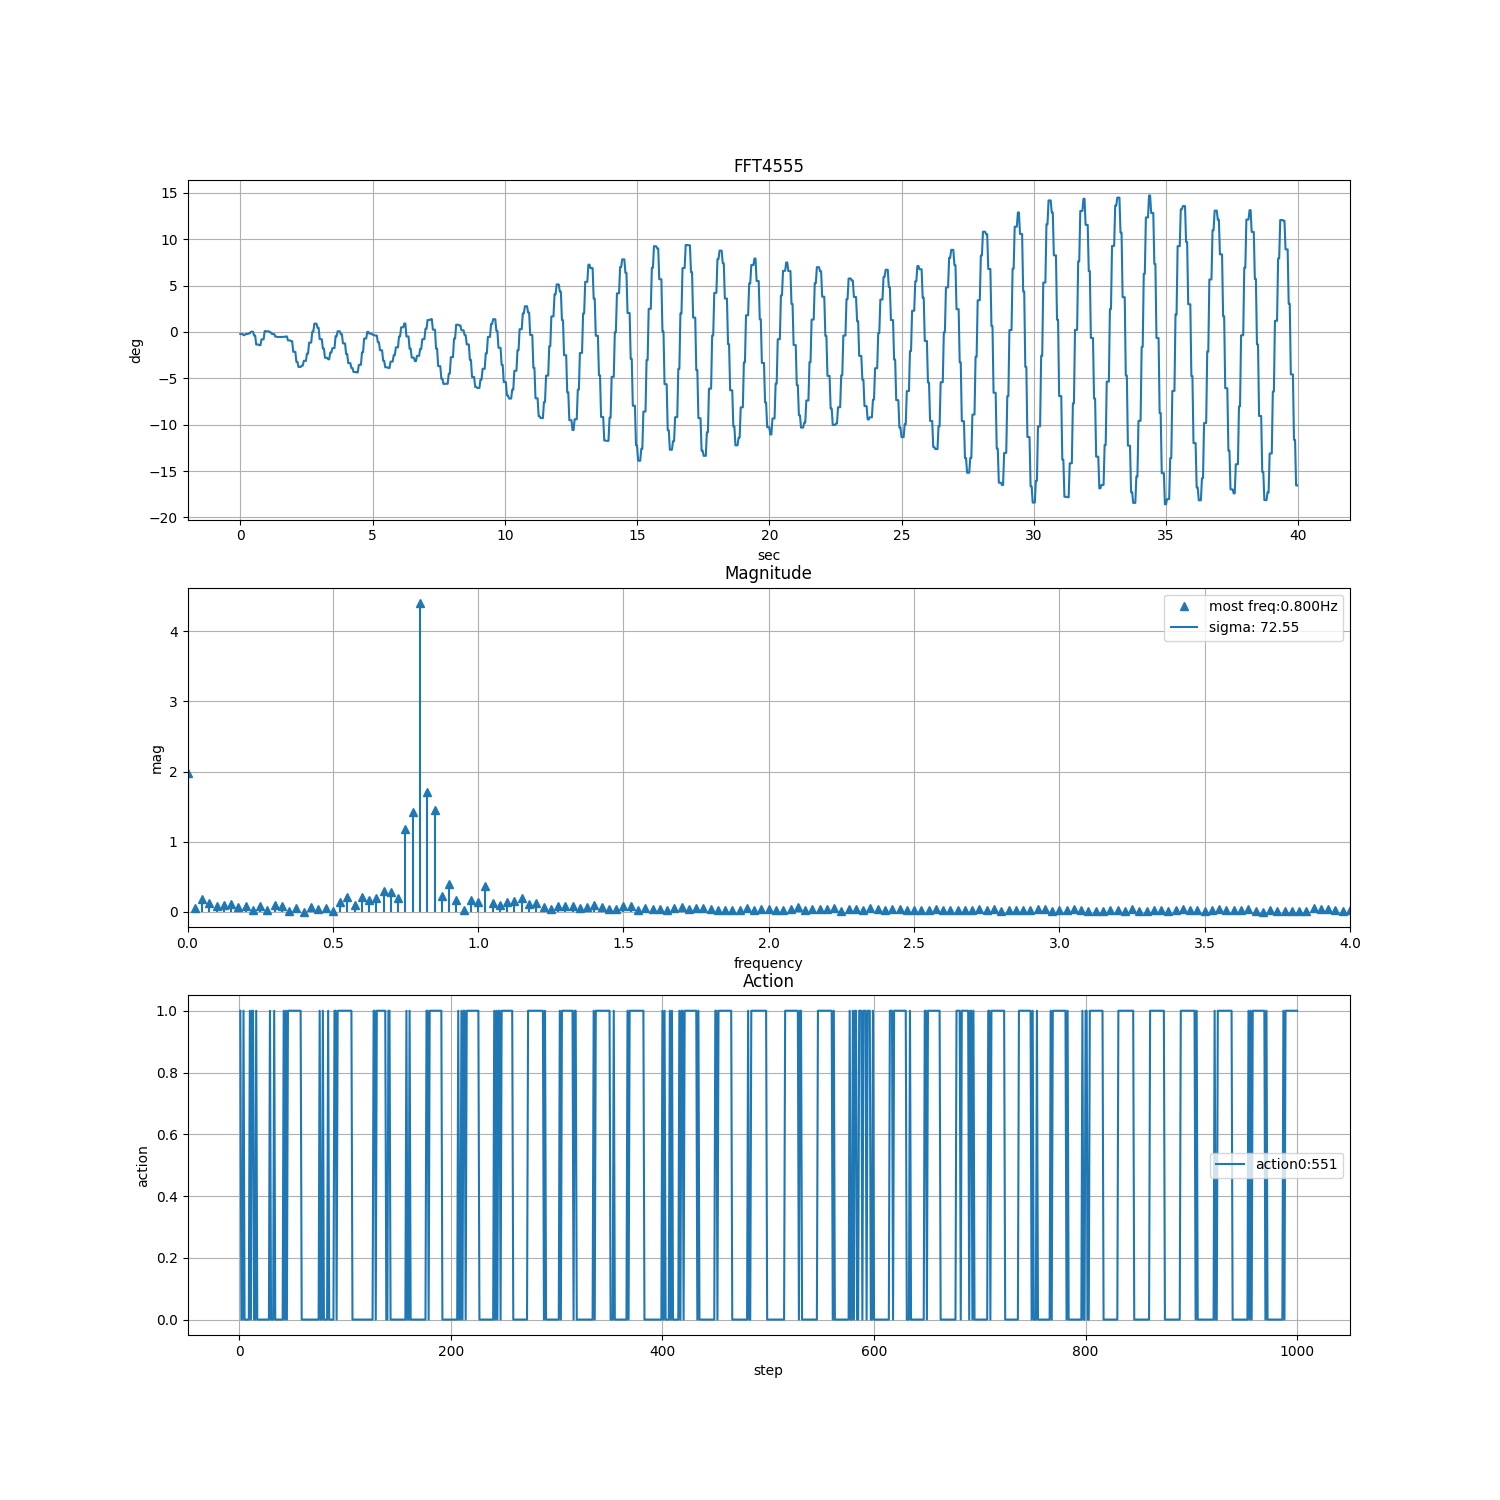 FFT4555
15
10
5
0
−5
−10
−15
−20
deg
0 5 10 15 20 25 30 35 40
sec
Magnitude
most freq:0.800Hz
sigma: 72.55
4
3
2
1
0
mag
0.0 0.5 1.0 1.5 2.0 2.5 3.0 3.5 4.0
frequency
Action
1.0
0.8
0.6
0.4
0.2
0.0
action
action0:551
0 200 400 600 800 1000
step